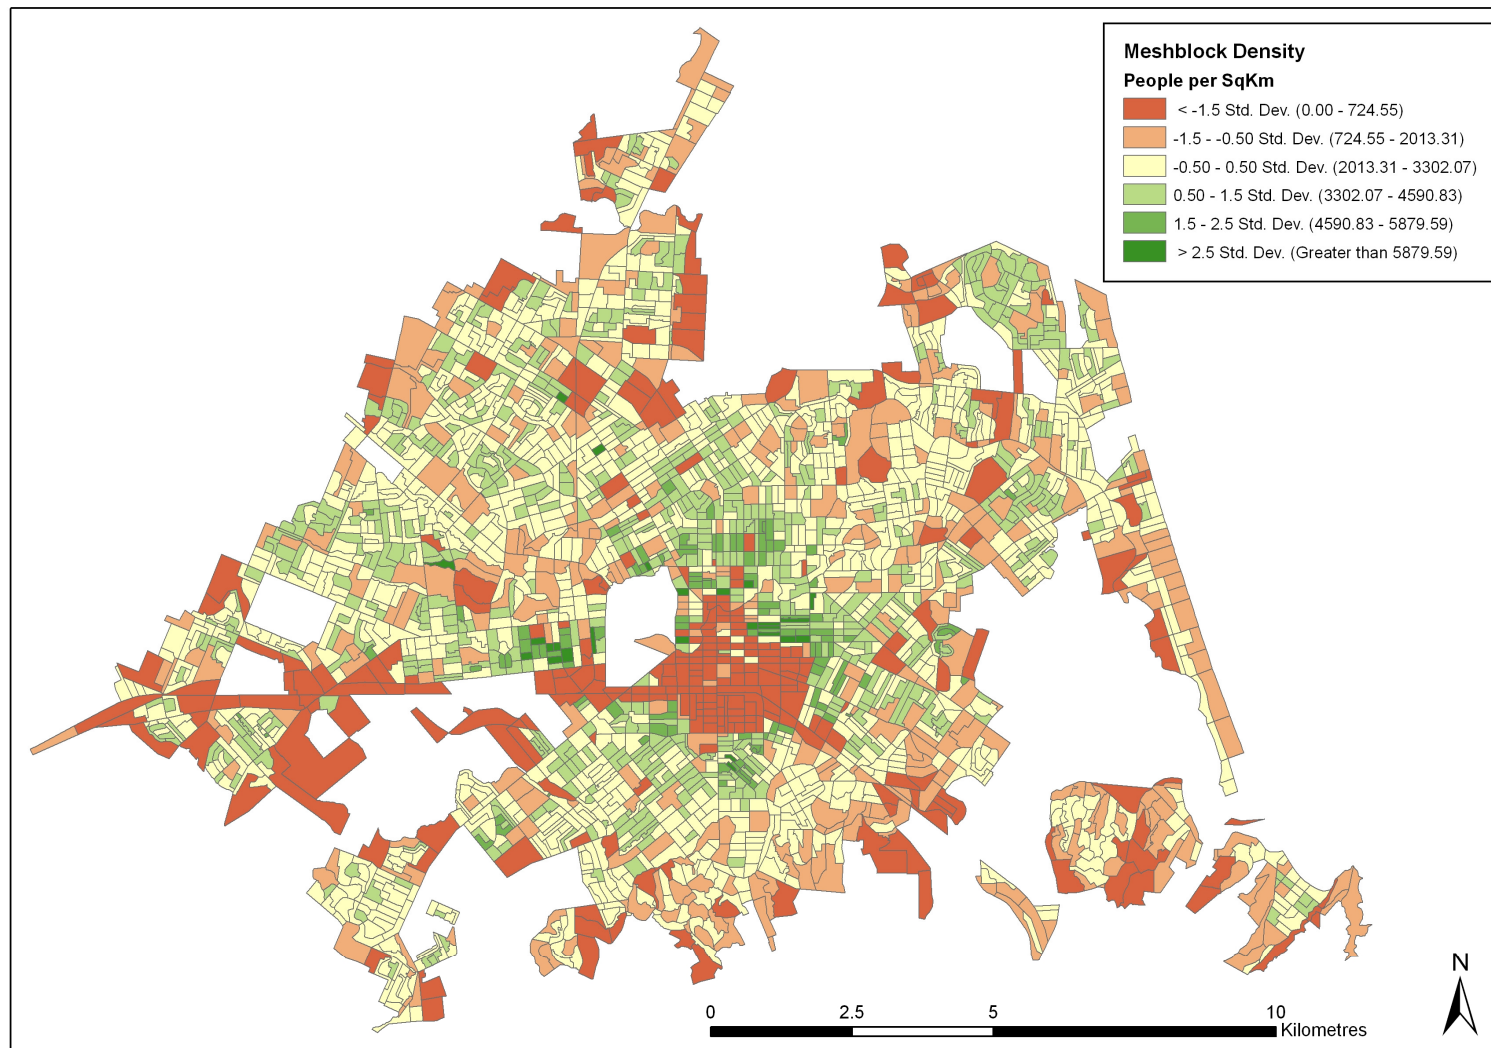 Meshblock Density
People per SqKm
< -1.5 Std. Dev. (0.00 - 724.55)
-1.5 - -0.50 Std. Dev. (724.55 - 2013.31)
-0.50 - 0.50 Std. Dev. (2013.31 - 3302.07)
0.50 - 1.5 Std. Dev. (3302.07 - 4590.83)
1.5 - 2.5 Std. Dev. (4590.83 - 5879.59)
> 2.5 Std. Dev. (Greater than 5879.59)
N
0 2.5 5 10
Kilometres